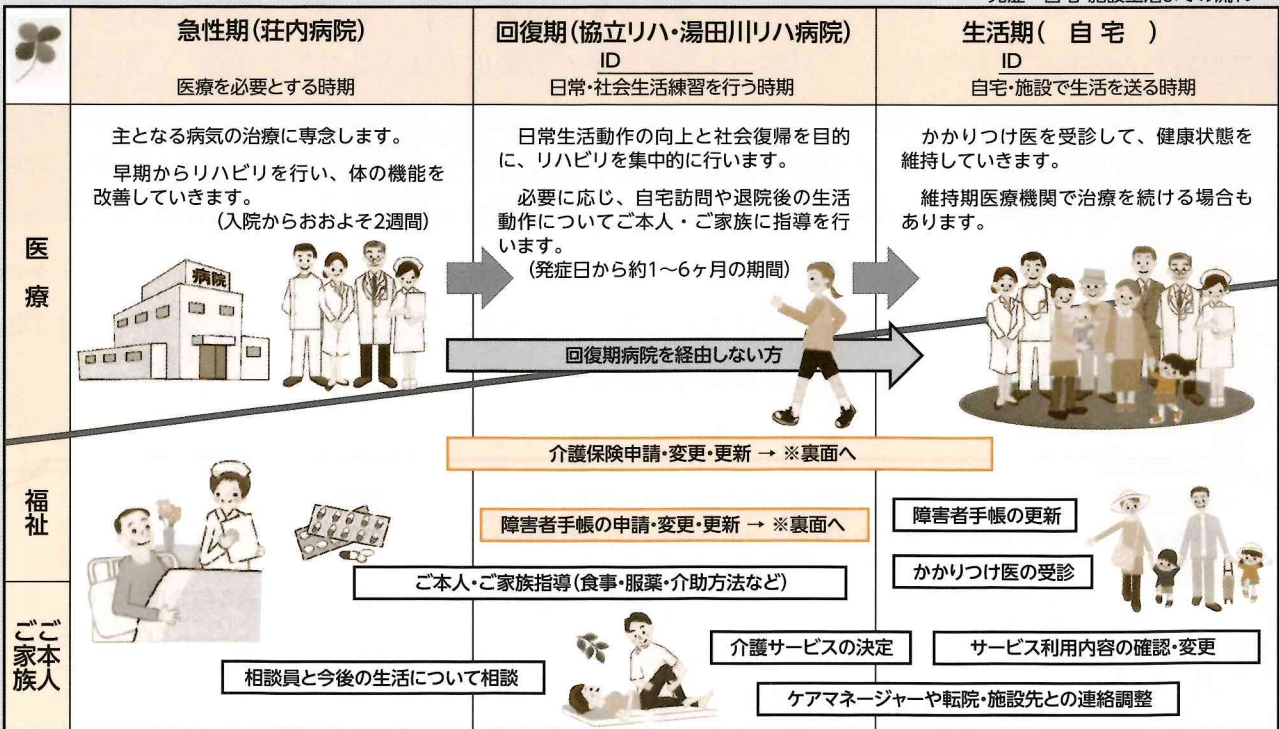 急性期(荘内病院)
医療を必要とする時期
回復期(協立リハ・湯田川リハ病院)
ID
日常・社会生活練習を行う時期
生活期( 自宅 )
ID
自宅・施設で生活を送る時期
医療
主となる病気の治療に専念します。
早期からリハビリを行い、体の機能を
改善していきます。
(入院からおおよそ2週間)
病院
日常生活動作の向上と社会復帰を目的
に、リハビリを集中的に行います。
必要に応じ、自宅訪問や退院後の生活
動作についてご本人・ご家族に指導を行
います。
(発症日から約1〜6ヶ月の期間)
かかりつけ医を受診して、健康状態を
維持していきます。
維持期医療機関で治療を続ける場合も
あります。
回復期病院を経由しない方
福祉
介護保険申請・変更・更新 → ※裏面へ
障害者手帳の申請・変更・更新 → ※裏面へ
障害者手帳の更新
かかりつけ医の受診
ご本人・ご家族指導(食事・服薬・介助方法など)
ご本人
ご家族
介護サービスの決定
サービス利用内容の確認・変更
相談員と今後の生活について相談
ケアマネージャーや転院・施設先との連絡調整